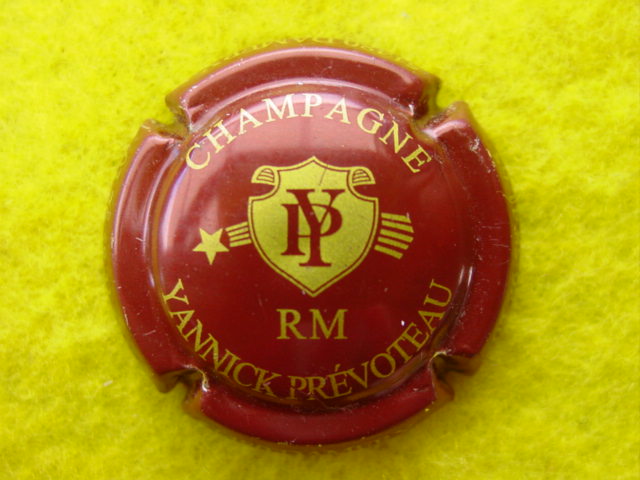 CHAMPAGNE
YP
RM
YANNICK PRÉVOTEAU